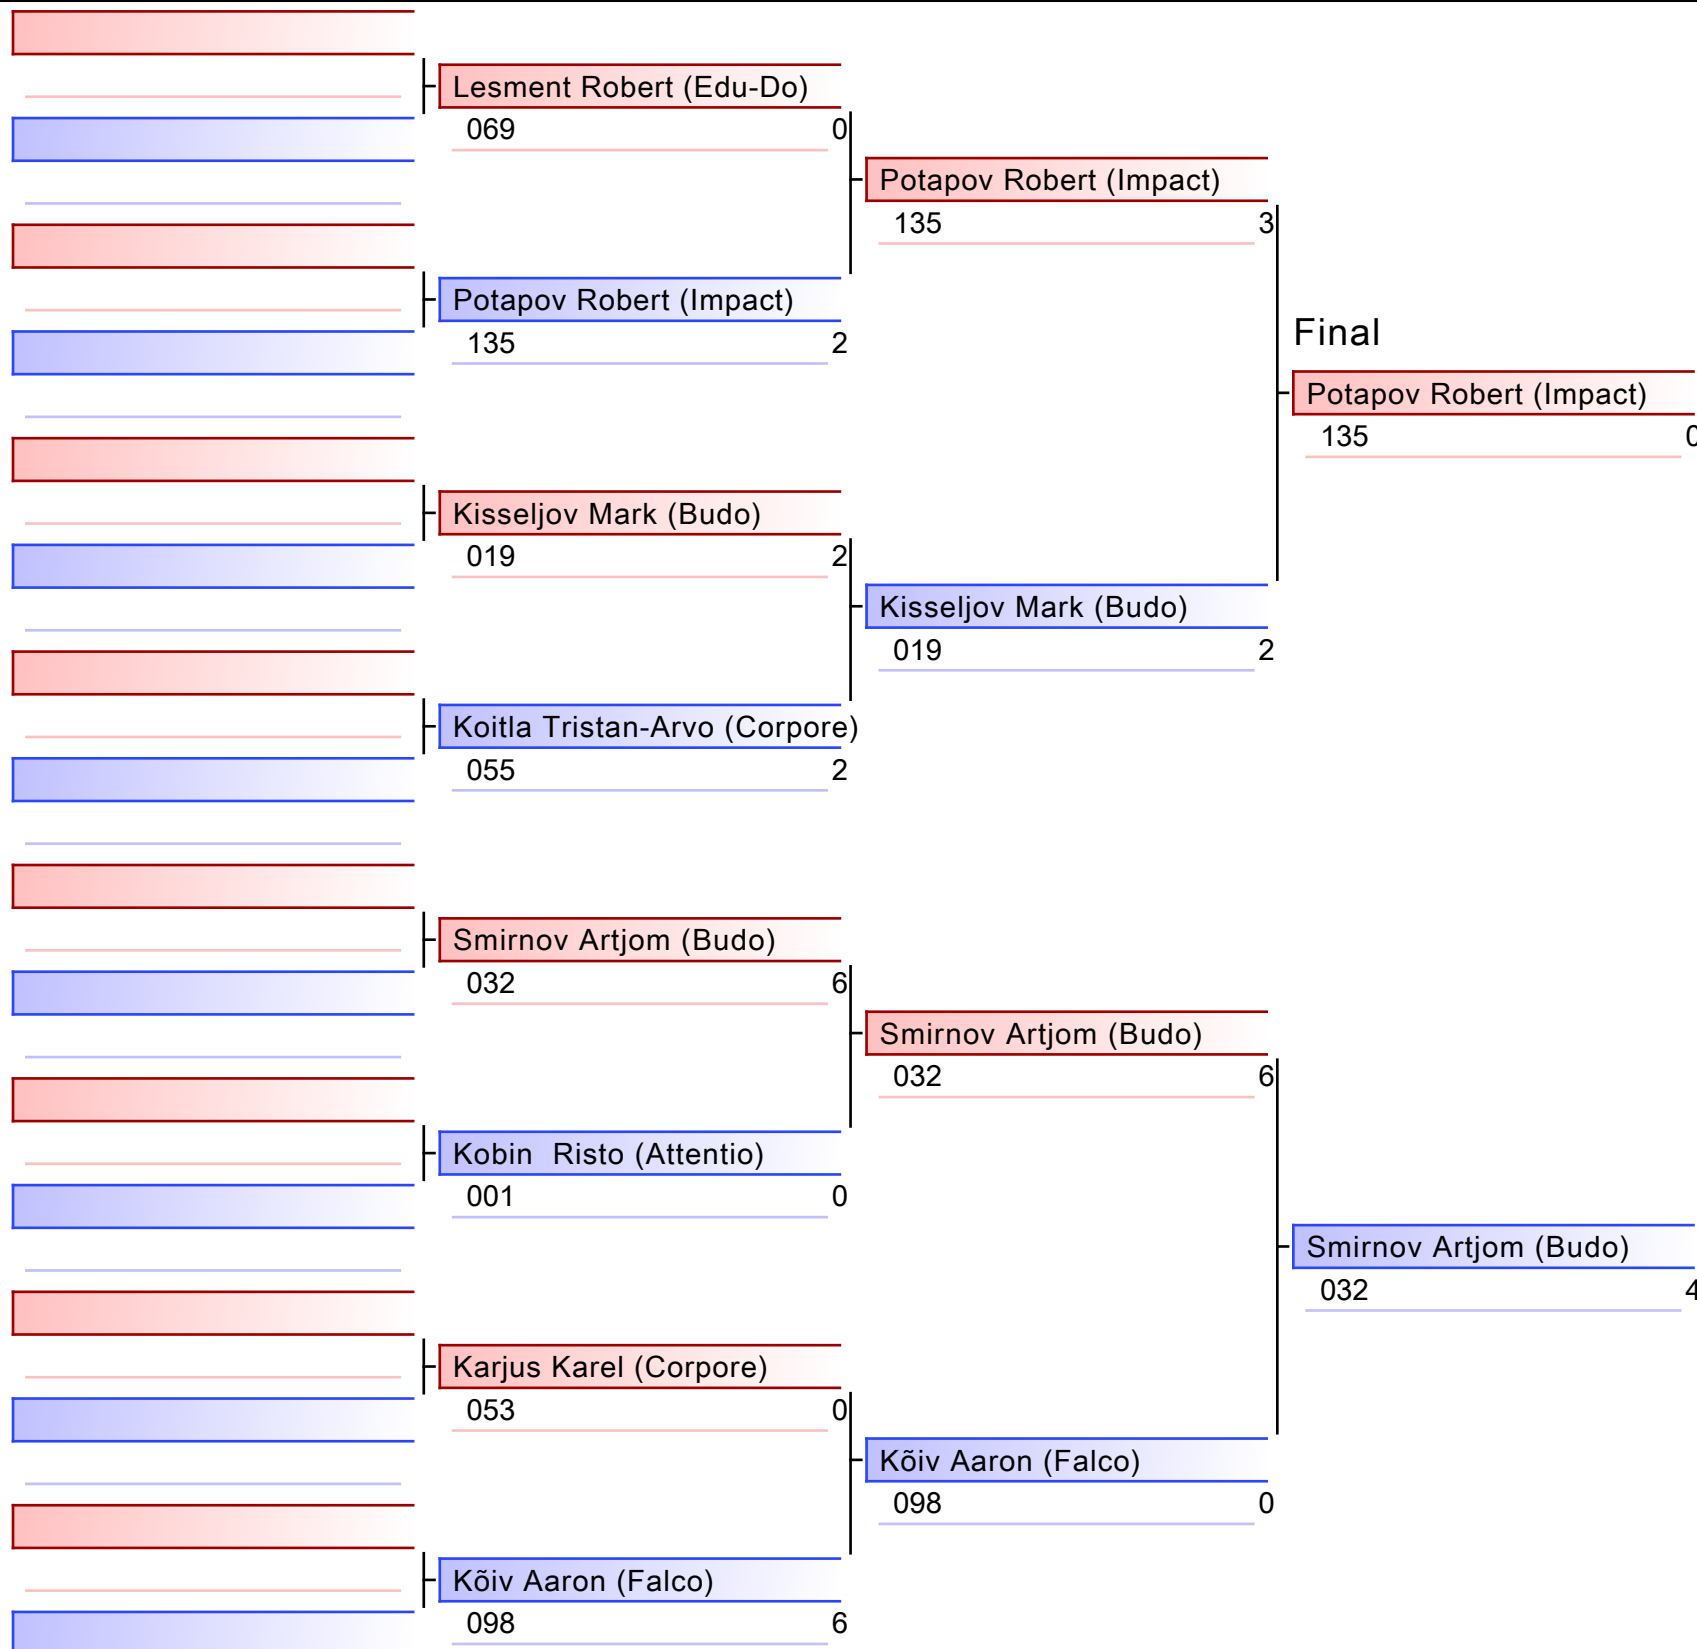 Lesment Robert (Edu-Do)
069 0
Potapov Robert (Impact)
135 2
Kisseljov Mark (Budo)
019 2
Koitla Tristan-Arvo (Corpore)
055 2
Smirnov Artjom (Budo)
032 6
Kobin  Risto (Attentio)
001 0
Karjus Karel (Corpore)
053 0
Kõiv Aaron (Falco)
098 6
Potapov Robert (Impact)
135 3
Kisseljov Mark (Budo)
019 2
Smirnov Artjom (Budo)
032 6
Kõiv Aaron (Falco)
098 0
Final
Potapov Robert (Impact)
135 0
Smirnov Artjom (Budo)
032 4